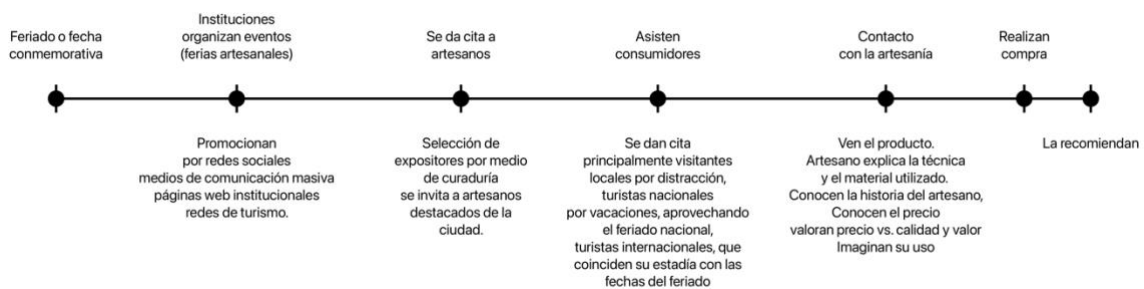 Feriado o fecha
conmemorativa
Instituciones
organizan eventos
(ferias artesanales)
Se da cita a
artesanos
Asisten
consumidores
Contacto
con la artesanía
Realizan
compra
Promocionan
por redes sociales
medios de comunicación masiva
páginas web institucionales
redes de turismo.
Selección de
expositores por medio
de curaduría
se invita a artesanos
destacados de la
ciudad.
Se dan cita
principalmente visitantes
locales por distracción,
turistas nacionales
por vacaciones, aprovechando
el feriado nacional,
turistas internacionales, que
coinciden su estadía con las
fechas del feriado
Ven el producto.
Artesano explica la técnica
y el material utilizado.
Conocen la historia del artesano,
Conocen el precio
valoran precio vs. calidad y valor
Imaginan su uso
La recomiendan